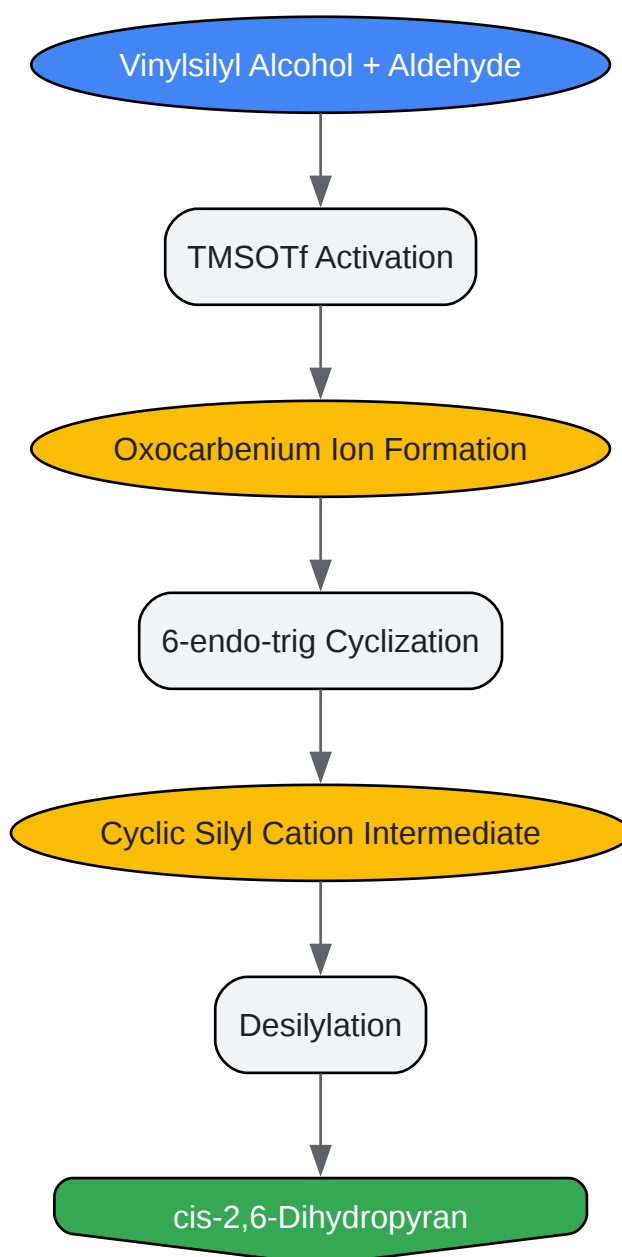 Vinylsilyl Alcohol + Aldehyde
TMSOTf Activation
Oxocarbenium Ion Formation
6-endo-trig Cyclization
Cyclic Silyl Cation Intermediate
Desilylation
cis-2,6-Dihydropyran